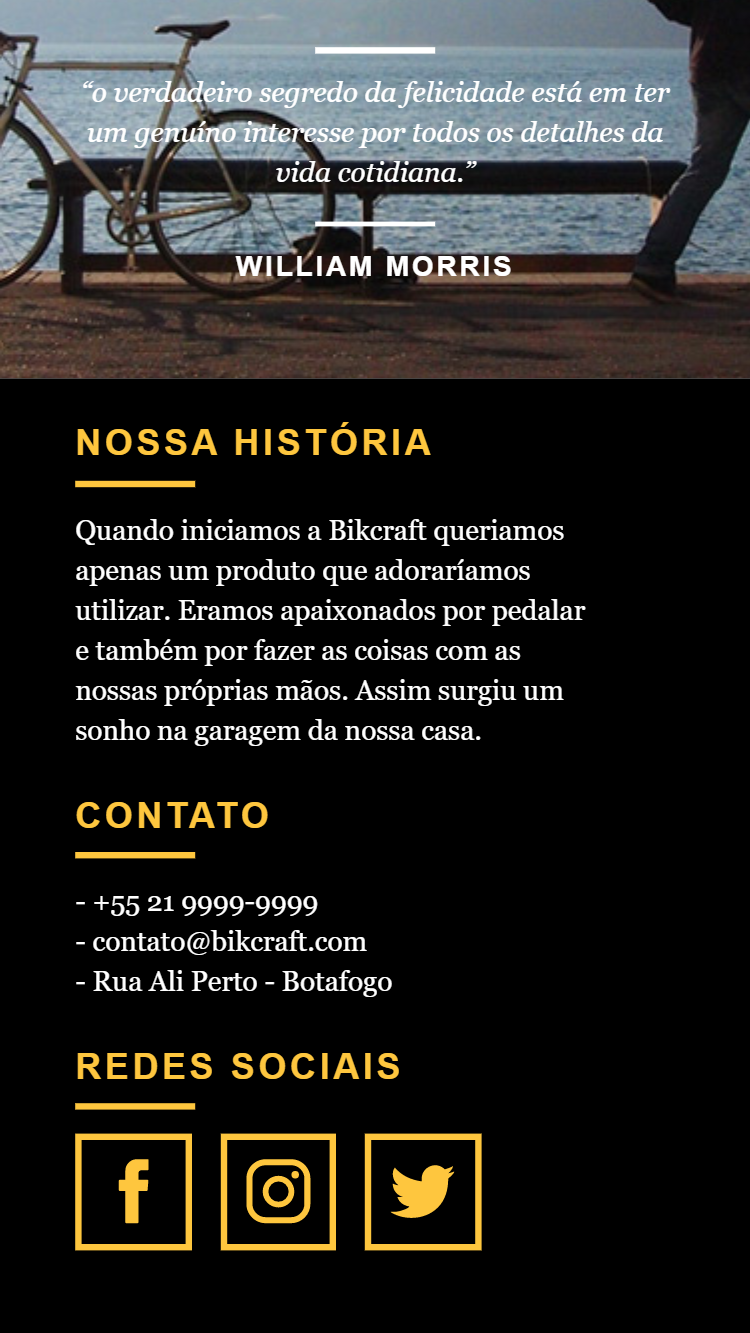 “o verdadeiro segredo da felicidade está em ter
um genuíno interesse por todos os detalhes da
vida cotidiana.”
WILLIAM MORRIS
NOSSA HISTÓRIA
Quando iniciamos a Bikcraft queriamos
apenas um produto que adoraríamos
utilizar. Eramos apaixonados por pedalar
e também por fazer as coisas com as
nossas próprias mãos. Assim surgiu um
sonho na garagem da nossa casa.
CONTATO
- +55 21 9999-9999
- contato@bikcraft.com
- Rua Ali Perto - Botafogo
REDES SOCIAIS